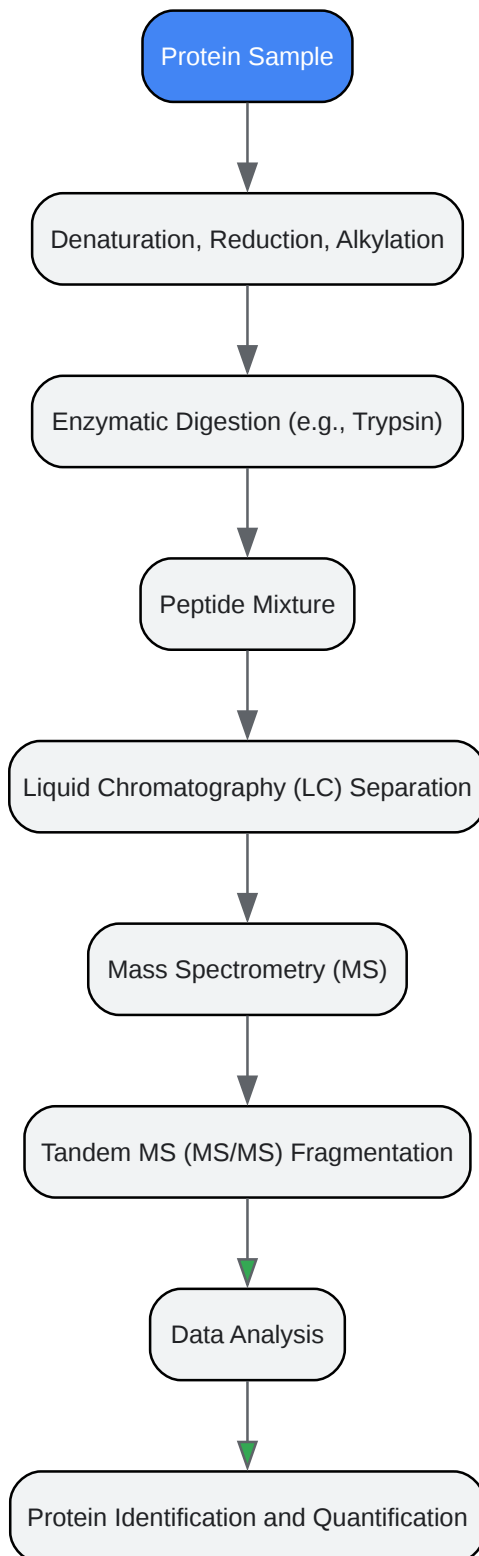 Protein Sample
Denaturation, Reduction, Alkylation
Enzymatic Digestion (e.g., Trypsin)
Peptide Mixture
Liquid Chromatography (LC) Separation
Mass Spectrometry (MS)
Tandem MS (MS/MS) Fragmentation
Data Analysis
Protein Identification and Quantification